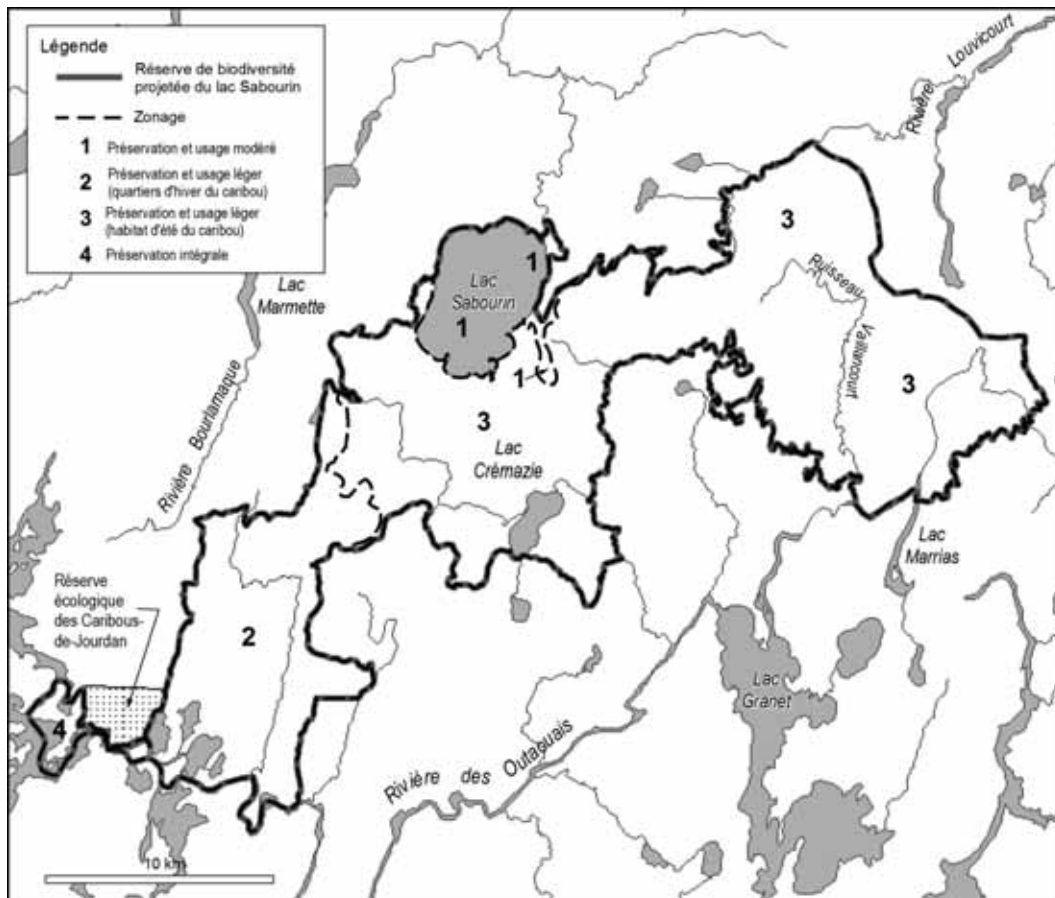 Légende
Réserve de biodiversité
projetée du lac Sabourin
Zonage
1 Préservation et usage modéré
2 Préservation et usage léger
(quartiers d'hiver du caribou)
3 Préservation et usage léger
(habitat d'été du caribou)
4 Préservation intégrale
Rivière Louvicourt
3
1
Lac
Sabourin
1
Lac
Marmette
Ruisseau Vaillancourt
1
3
3
Rivière Bourlamaque
Lac
Crémazie
Lac
Marrias
Réserve
écologique
des Caribous-
de-Jourdan
2
Lac
Granet
4
Rivière des Outaouais
10 km